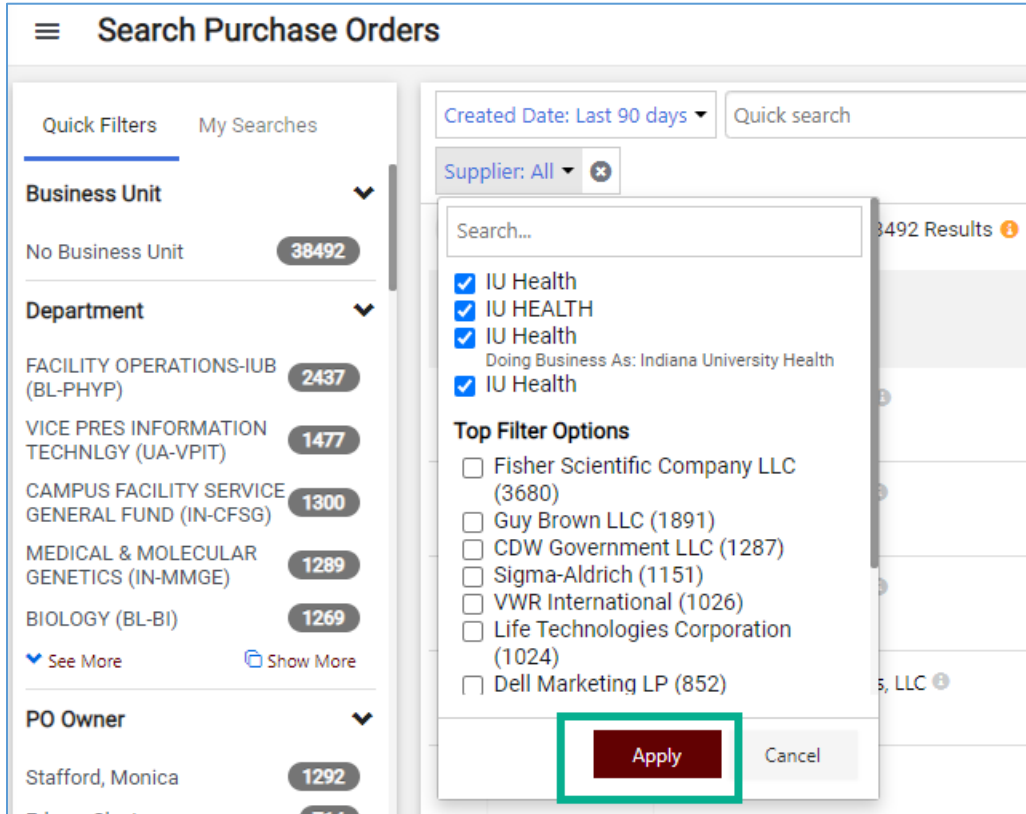 Search Purchase Orders
Quick Filters My Searches
Business Unit
No Business Unit 38492
Department
FACILITY OPERATIONS-IUB
(BL-PHYP) 2437
VICE PRES INFORMATION
TECHNLGY (UA-VPIT) 1477
CAMPUS FACILITY SERVICE
GENERAL FUND (IN-CFSG) 1300
MEDICAL & MOLECULAR
GENETICS (IN-MMGE) 1289
BIOLOGY (BL-BI) 1269
See More Show More
PO Owner
Stafford, Monica 1292
Created Date: Last 90 days Quick search
Supplier: All
3492 Results
Search...
IU Health
IU HEALTH
IU Health
Doing Business As: Indiana University Health
IU Health
Top Filter Options
Fisher Scientific Company LLC
(3680)
Guy Brown LLC (1891)
CDW Government LLC (1287)
Sigma-Aldrich (1151)
VWR International (1026)
Life Technologies Corporation
(1024)
Dell Marketing LP (852)
s, LLC
Apply Cancel